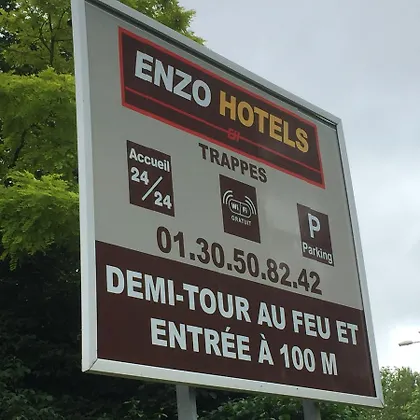 ENZO HOTELS
EH
TRAPPES
Accueil
24/24
WiFi
GRATUIT
P
Parking
01.30.50.82.42
DEMI-TOUR AU FEU ET
ENTRÉE À 100 M